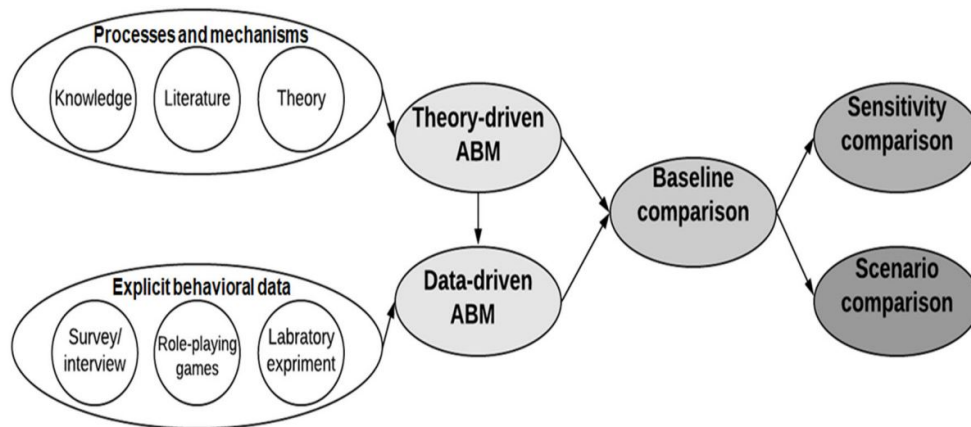 Processes and mechanisms
Knowledge
Literature
Theory
Theory-driven
ABM
Sensitivity
comparison
Baseline
comparison
Explicit behavioral data
Survey/
interview
Role-playing
games
Labratory
expriment
Data-driven
ABM
Scenario
comparison